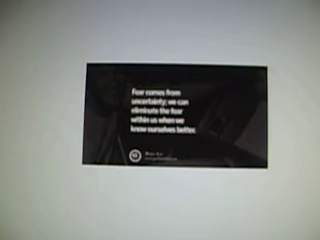 Fear comes from
uncertainty; we can
eliminate the fear
within us when we
know ourselves better.